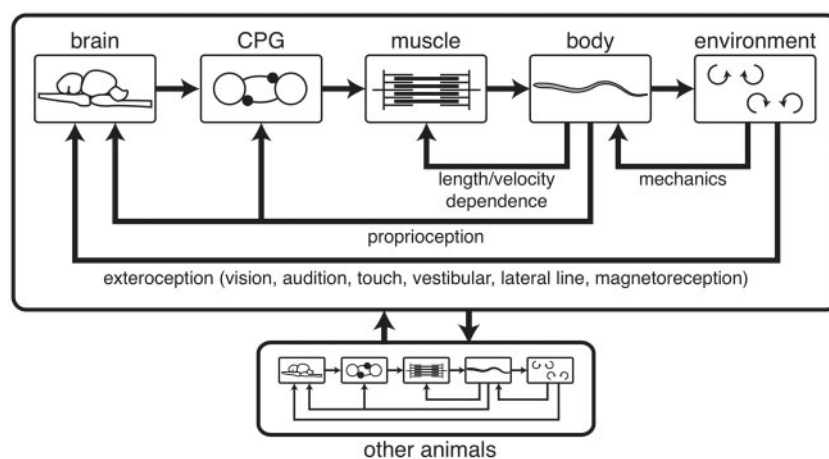 brain
CPG
muscle
body
environment
length/velocity
dependence
mechanics
proprioception
exteroception (vision, audition, touch, vestibular, lateral line, magnetoreception)
other animals